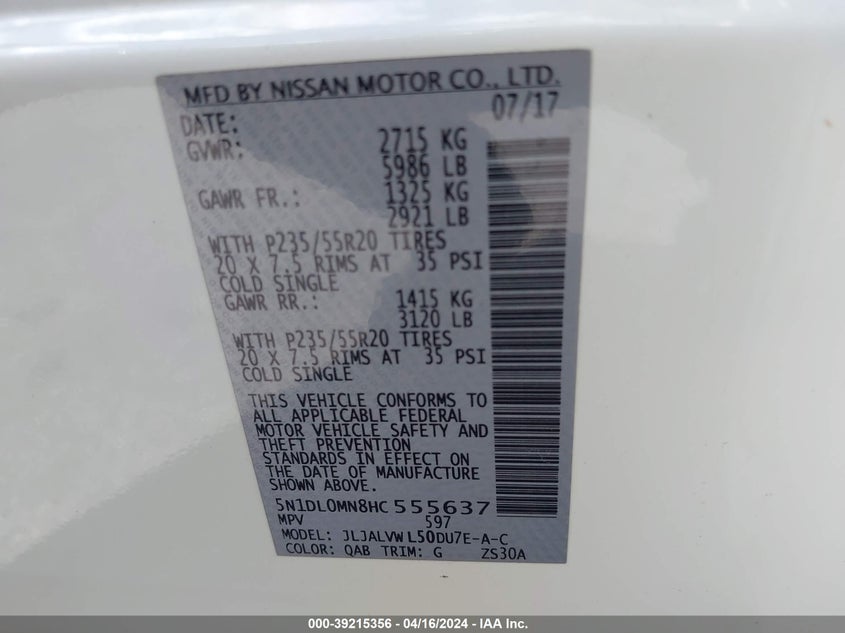 MFD BY NISSAN MOTOR CO., LTD.
DATE: 07/17
GVWR: 2715 KG
5986 LB
GAWR FR.: 1325 KG
2921 LB
WITH P235/55R20 TIRES
20 X 7.5 RIMS AT 35 PSI
COLD SINGLE
GAWR RR.: 1415 KG
3120 LB
WITH P235/55R20 TIRES
20 X 7.5 RIMS AT 35 PSI
COLD SINGLE
THIS VEHICLE CONFORMS TO
ALL APPLICABLE FEDERAL
MOTOR VEHICLE SAFETY AND
THEFT PREVENTION
STANDARDS IN EFFECT ON
THE DATE OF MANUFACTURE
SHOWN ABOVE.
5N1DL0MN8HC555637
MPV 597
MODEL: JLJALVWL50DU7E-A-C
COLOR: QAB TRIM: G ZS30A
000-39215356 - 04/16/2024 - IAA Inc.